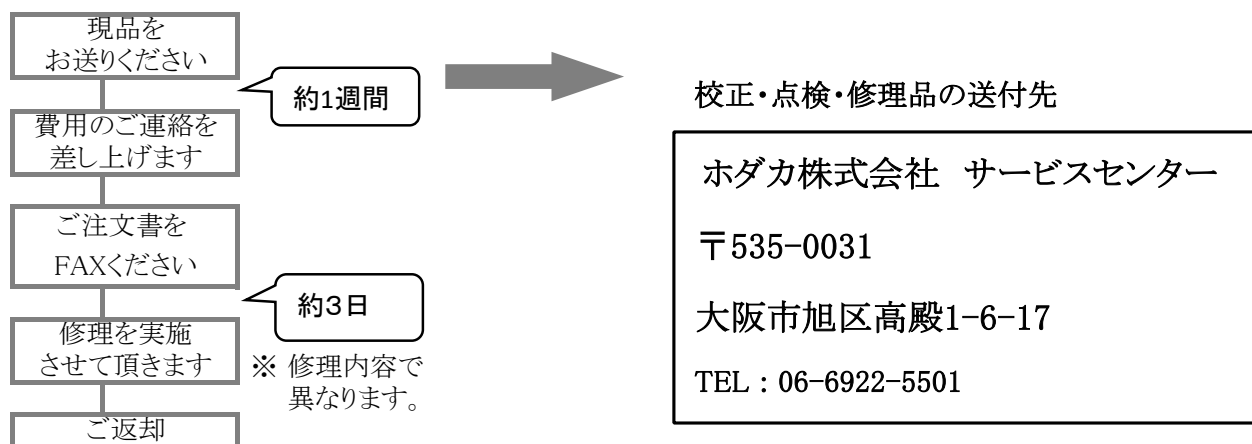 現品を
お送りください
約1週間
費用のご連絡を
差し上げます
ご注文書を
FAXください
約3日
修理を実施
させて頂きます
※ 修理内容で
異なります。
ご返却
校正・点検・修理品の送付先
ホダカ株式会社　サービスセンター
〒535-0031
大阪市旭区高殿1-6-17
TEL：06-6922-5501